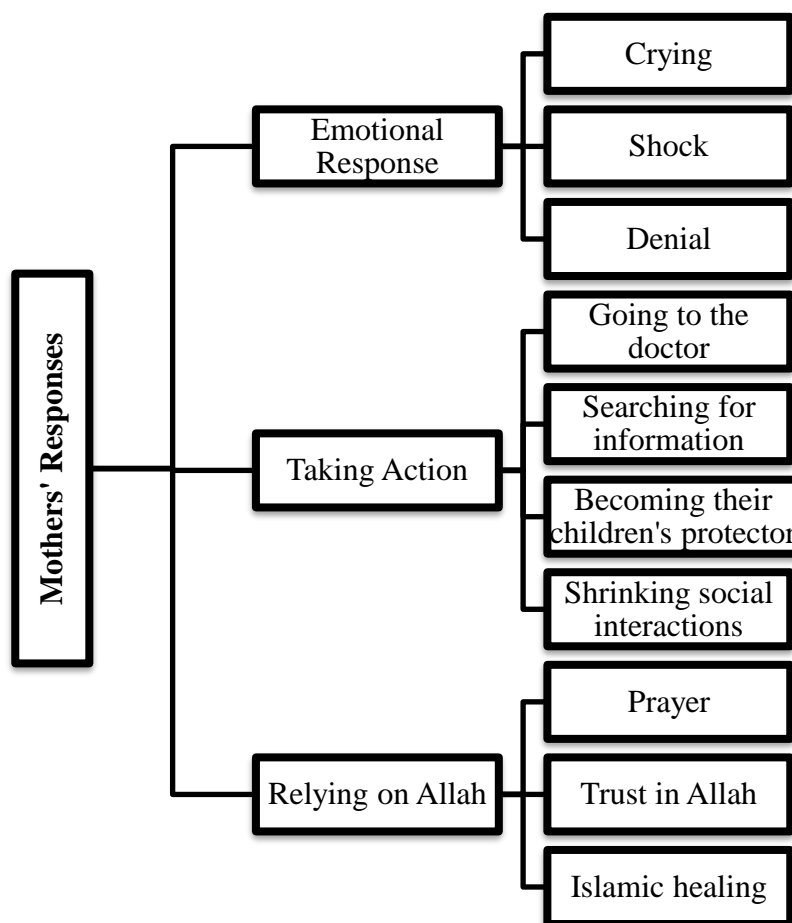 Mothers' Responses
Emotional
Response
Crying
Shock
Denial
Taking Action
Going to the
doctor
Searching for
information
Becoming their
children's protector
Shrinking social
interactions
Relying on Allah
Prayer
Trust in Allah
Islamic healing